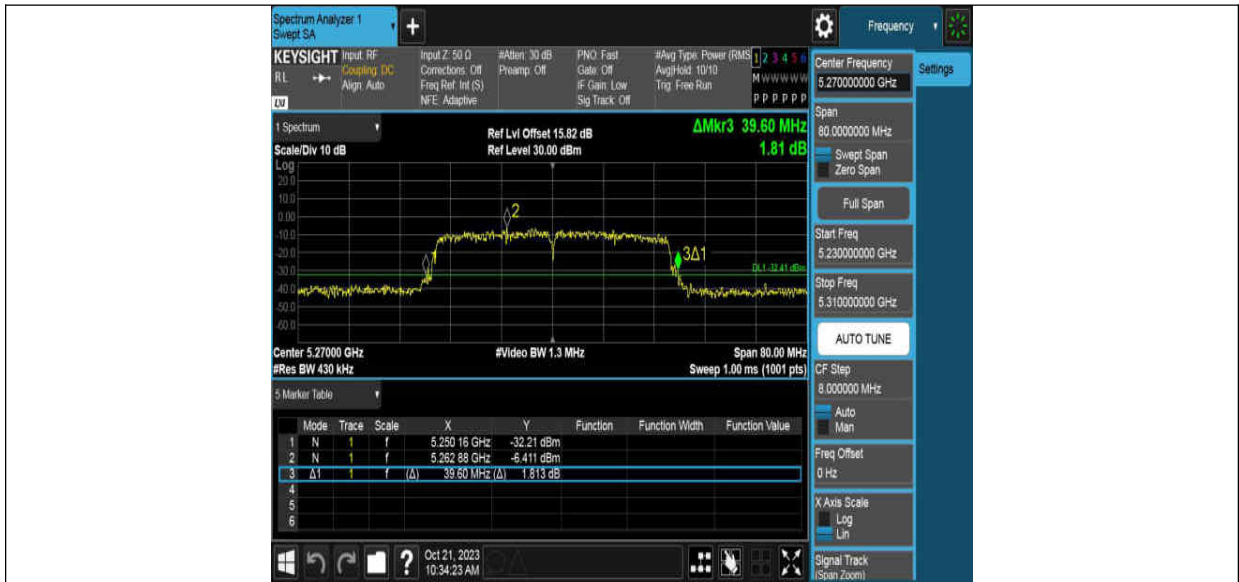 Spectrum Analyzer 1
Swept SA
+
Frequency
KEYSIGHT
RL
LXI
Input: RF
Coupling: DC
Align: Auto
Input Z: 50 Ω
Corrections: Off
Freq Ref: Int (S)
NFE: Adaptive
#Atten: 30 dB
Preamp: Off
PNO: Fast
Gate: Off
IF Gain: Low
Sig Track: Off
#Avg Type: Power (RMS
Avg|Hold: 10/10
Trig: Free Run
1 2 3 4 5 6
M W W W W W
P P P P P P
Center Frequency
5.270000000 GHz
Settings
1 Spectrum
Scale/Div 10 dB
Ref Lvl Offset 15.82 dB
Ref Level 30.00 dBm
ΔMkr3 39.60 MHz
1.81 dB
Log
20.0
10.0
0.00
-10.0
-20.0
-30.0
-40.0
-50.0
-60.0
2
3Δ1
DL1 -32.41 dBm
Center 5.27000 GHz
#Res BW 430 kHz
#Video BW 1.3 MHz
Span 80.00 MHz
Sweep 1.00 ms (1001 pts)
Span
80.0000000 MHz
Swept Span
Zero Span
Full Span
Start Freq
5.230000000 GHz
Stop Freq
5.310000000 GHz
AUTO TUNE
CF Step
8.000000 MHz
Auto
Man
Freq Offset
0 Hz
X Axis Scale
Log
Lin
Signal Track
(Span Zoom)
5 Marker Table
Mode Trace Scale X Y Function Function Width Function Value
1 N 1 f 5.250 16 GHz -32.21 dBm
2 N 1 f 5.262 88 GHz -6.411 dBm
3 Δ1 1 f (Δ) 39.60 MHz (Δ) 1.813 dB
4
5
6
?
Oct 21, 2023
10:34:23 AM